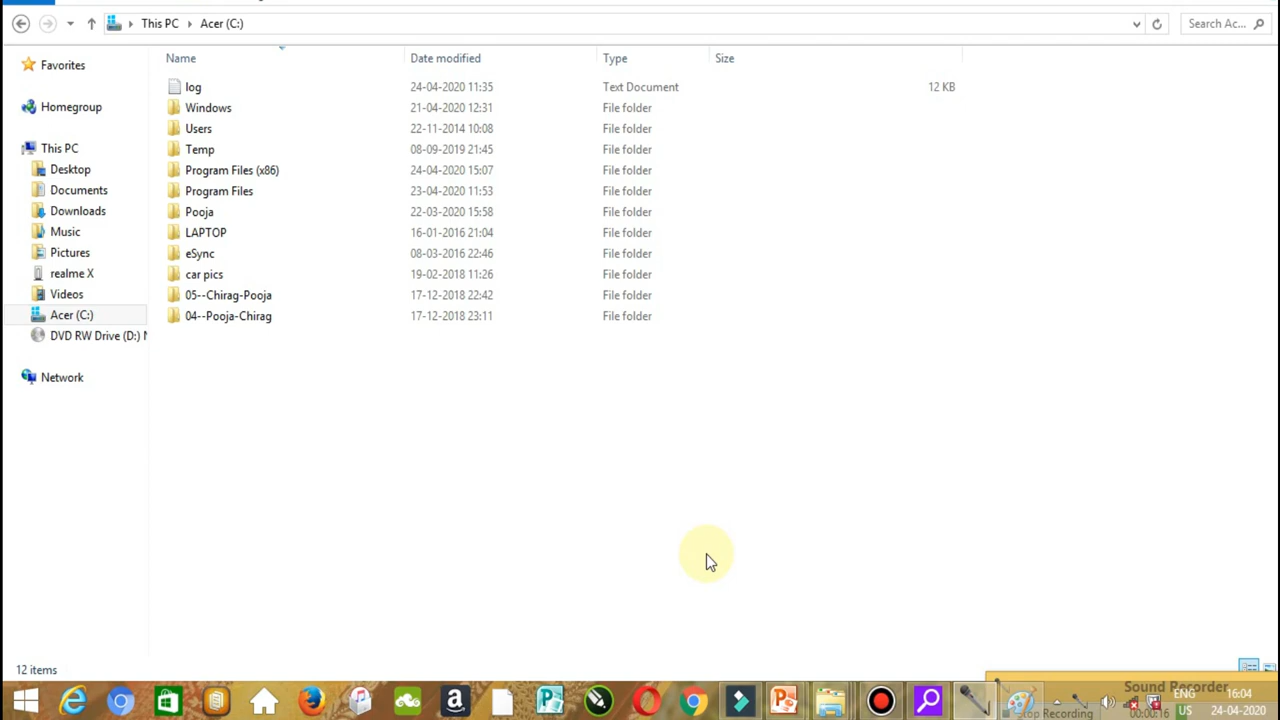 This PC Acer (C:) Search Ac...
Name Date modified Type Size
Favorites
log 24-04-2020 11:35 Text Document 12 KB
Homegroup
Windows 21-04-2020 12:31 File folder
Users 22-11-2014 10:08 File folder
This PC
Temp 08-09-2019 21:45 File folder
Desktop
Program Files (x86) 24-04-2020 15:07 File folder
Documents
Program Files 23-04-2020 11:53 File folder
Downloads
Pooja 22-03-2020 15:58 File folder
Music
LAPTOP 16-01-2016 21:04 File folder
Pictures
eSync 08-03-2016 22:46 File folder
realme X
car pics 19-02-2018 11:26 File folder
Videos
05--Chirag-Pooja 17-12-2018 22:42 File folder
Acer (C:)
04--Pooja-Chirag 17-12-2018 23:11 File folder
DVD RW Drive (D:) N
Network
12 items
Sound Recorder
ENG 16:04
Stop Recording 00:00:16 US 24-04-2020